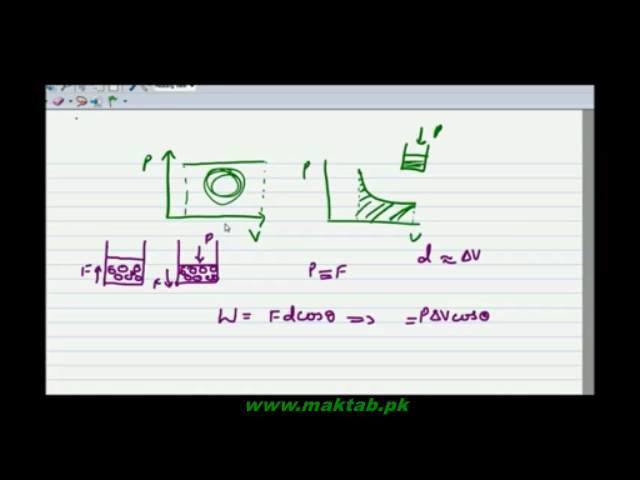 P
P
P
V
V
P
F
F
P ≡ F
d ≈ ΔV
W = Fdcosθ ⇒ = PΔVcosθ
www.maktab.pk